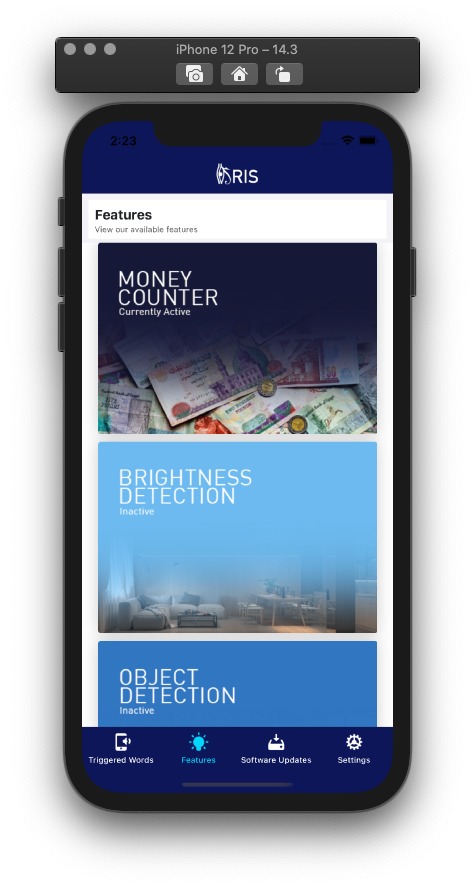 iPhone 12 Pro – 14.3
2:23
RIS
Features
View our available features
MONEY
COUNTER
Currently Active
BRIGHTNESS
DETECTION
Inactive
OBJECT
DETECTION
Inactive
Triggered Words
Features
Software Updates
Settings